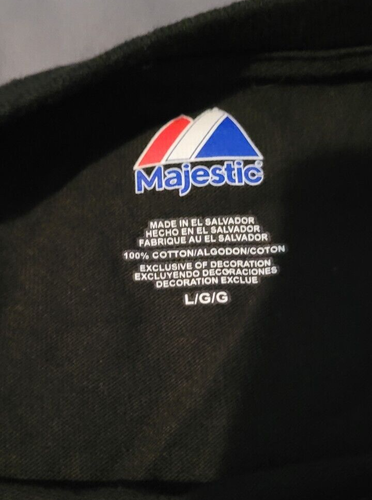 Majestic
MADE IN EL SALVADOR
HECHO EN EL SALVADOR
FABRIQUE AU EL SALVADOR
100% COTTON/ALGODON/COTON
EXCLUSIVE OF DECORATION
EXCLUYENDO DECORACIONES
DECORATION EXCLUE
L/G/G